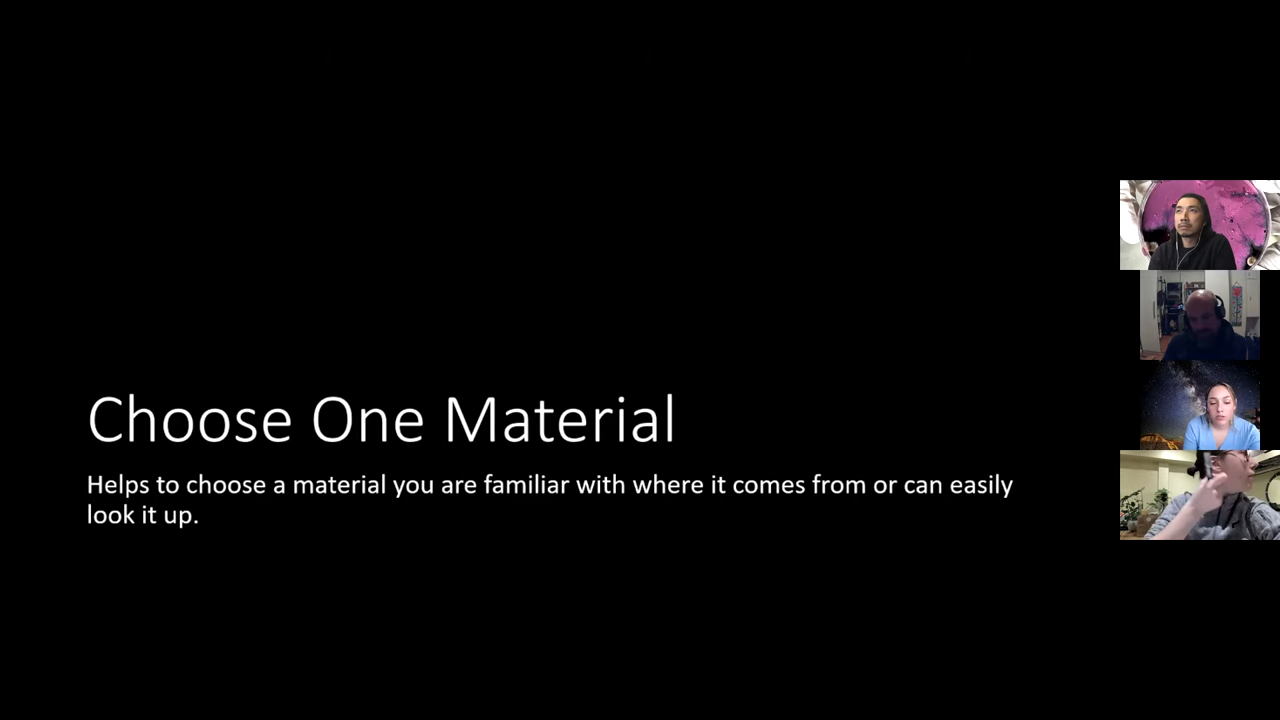 Choose One Material
Helps to choose a material you are familiar with where it comes from or can easily
look it up.